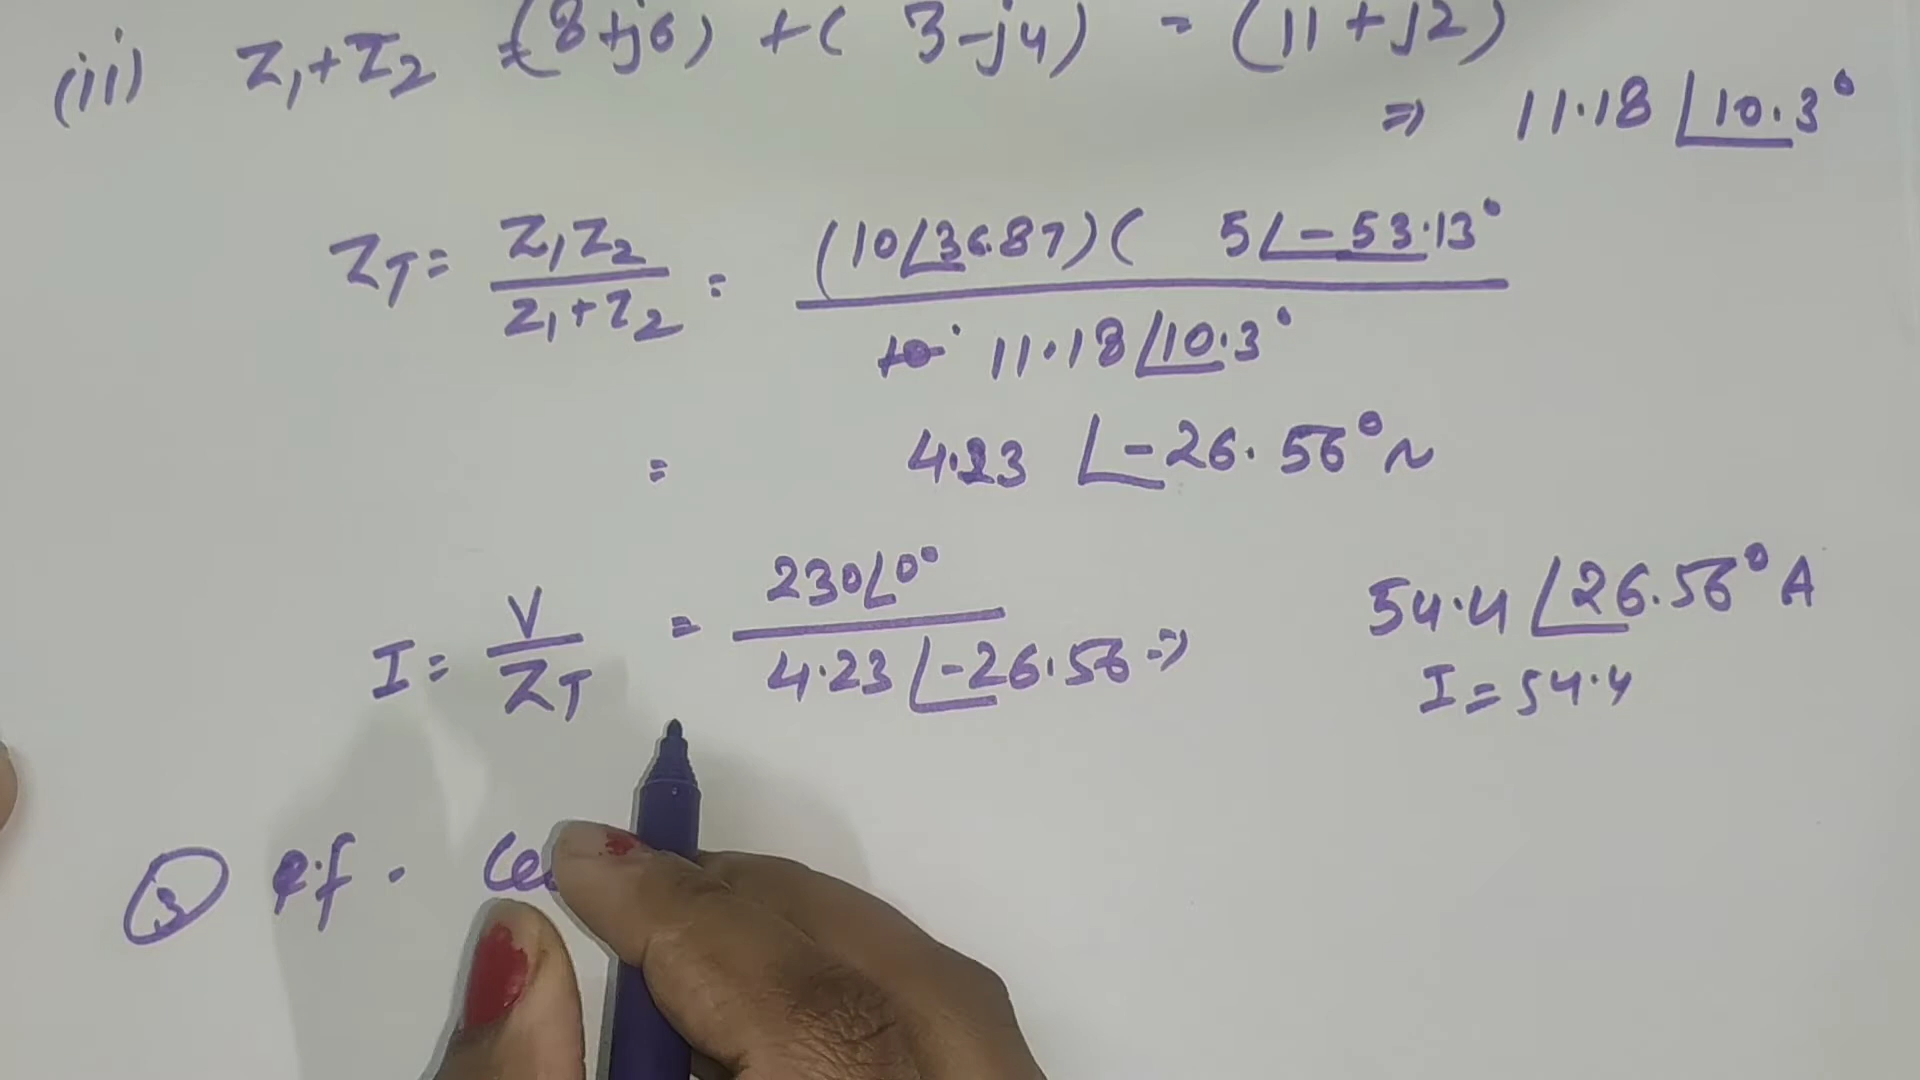 (iii) Z₁+Z₂ = (8+j6) + (3-j4) = (11+j2)
⇒ 11.18∠10.3°
Z_T = Z₁Z₂ / Z₁+Z₂ = (10∠36.87)(5∠-53.13° / 11.18∠10.3°
= 4.23 ∠-26.56° ~
I = V / Z_T = 230∠0° / 4.23∠-26.56 ⇒ 54.4∠26.56° A
I = 54.4
③ P.f.